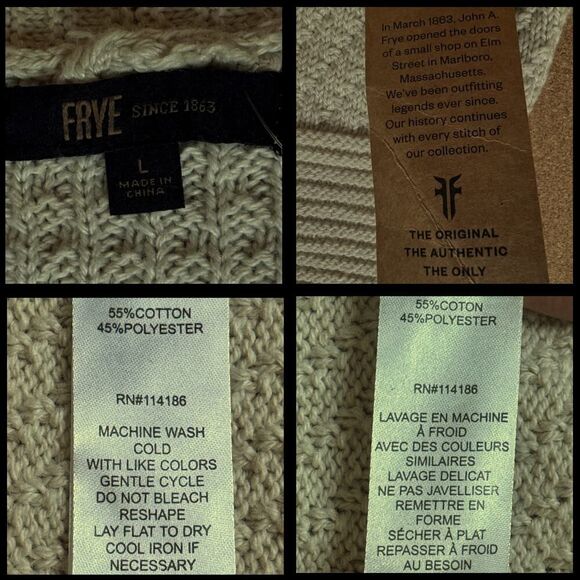 FRYE SINCE 1863
L
MADE IN
CHINA
In March 1863, John A.
Frye opened the doors
of a small shop on Elm
Street in Marlboro,
Massachusetts.
We've been outfitting
legends ever since.
Our history continues
with every stitch of
our collection.
THE ORIGINAL
THE AUTHENTIC
THE ONLY
55%COTTON
45%POLYESTER
RN#114186
MACHINE WASH
COLD
WITH LIKE COLORS
GENTLE CYCLE
DO NOT BLEACH
RESHAPE
LAY FLAT TO DRY
COOL IRON IF
NECESSARY
55%COTTON
45%POLYESTER
RN#114186
LAVAGE EN MACHINE
À FROID
AVEC DES COULEURS
SIMILAIRES
LAVAGE DELICAT
NE PAS JAVELLISER
REMETTRE EN
FORME
SÉCHER À PLAT
REPASSER À FROID
AU BESOIN